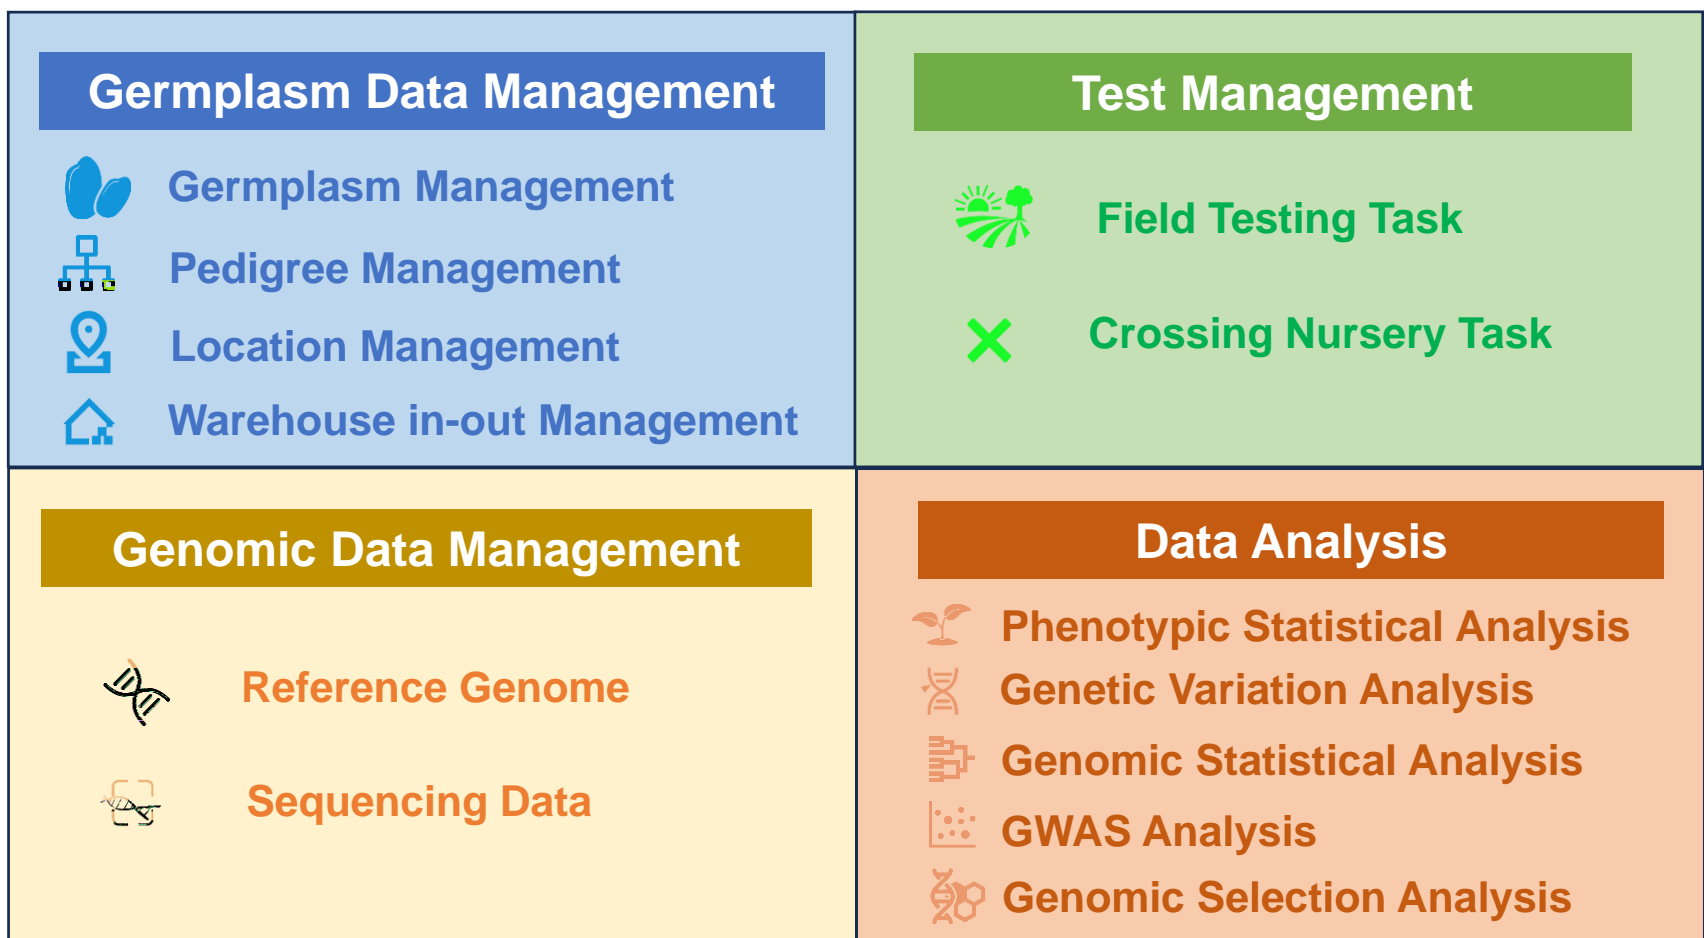 Germplasm Data Management
Germplasm Management
Pedigree Management
Location Management
Warehouse in-out Management
Test Management
Field Testing Task
Crossing Nursery Task
Genomic Data Management
Reference Genome
Sequencing Data
Data Analysis
Phenotypic Statistical Analysis
Genetic Variation Analysis
Genomic Statistical Analysis
GWAS Analysis
Genomic Selection Analysis